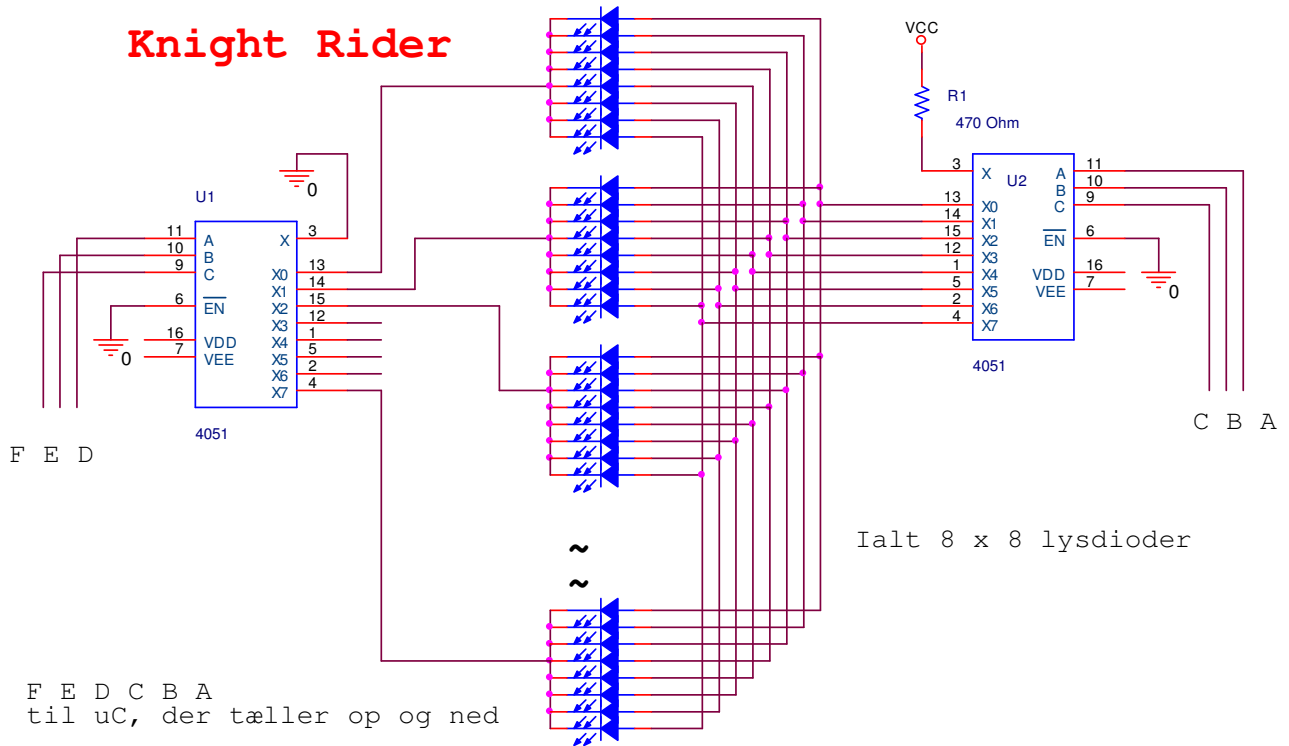 Knight Rider
VCC
R1
470 Ohm
0
U1
11 A X 3
10 B
9 C X0 13
X1 14
6 EN X2 15
X3 12
16 VDD X4 1
7 VEE X5 5
X6 2
X7 4
0
4051
F E D
3 X U2 A 11
B 10
13 X0 C 9
14 X1
15 X2 EN 6
12 X3
1 X4 VDD 16
5 X5 VEE 7
2 X6
4 X7
0
4051
C B A
Ialt 8 x 8 lysdioder
~
~
F E D C B A
til uC, der tæller op og ned